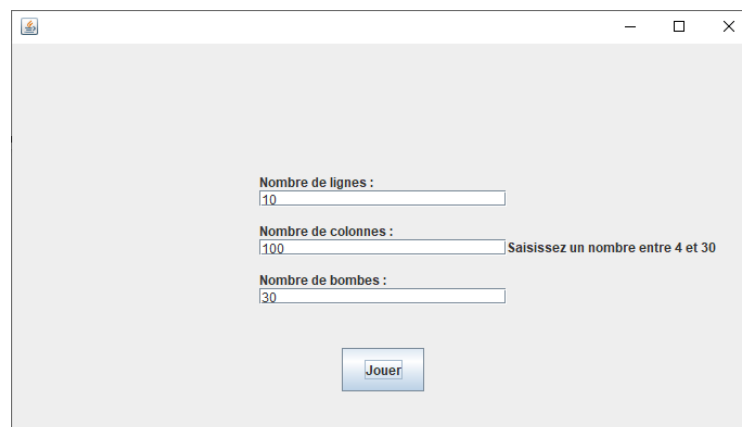 Nombre de lignes :
10
Nombre de colonnes :
100 Saisissez un nombre entre 4 et 30
Nombre de bombes :
30
Jouer